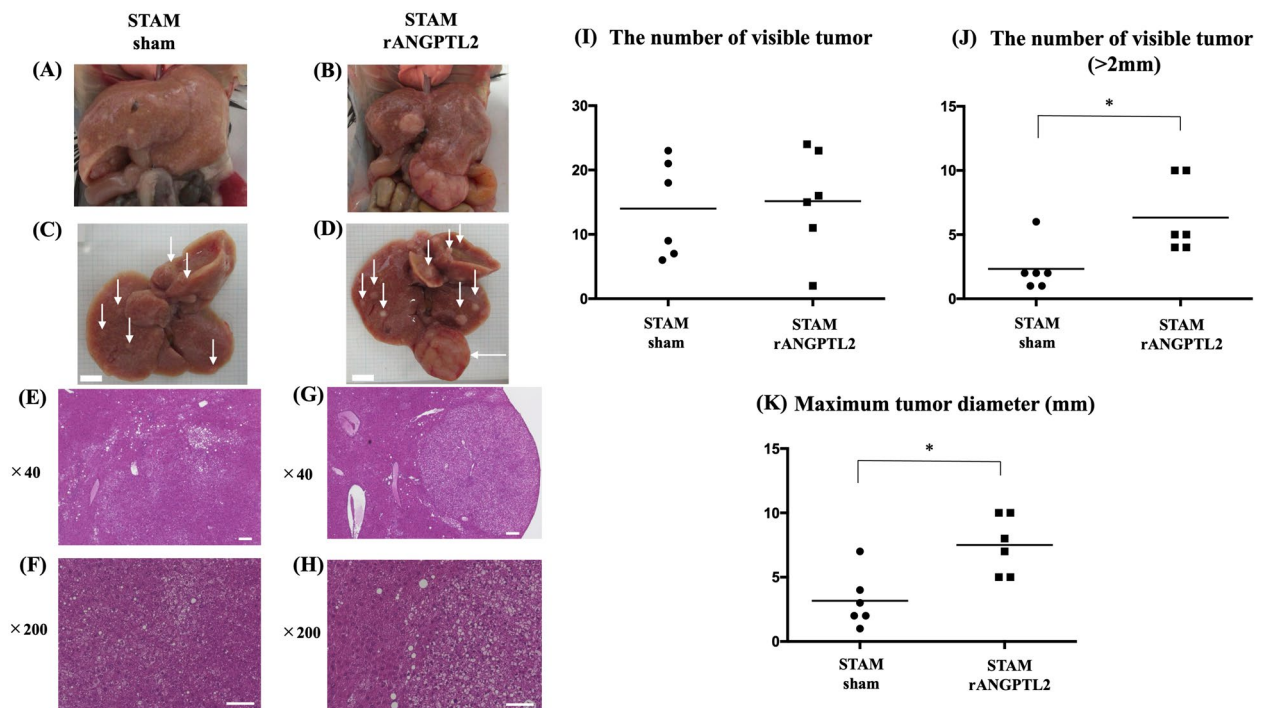 STAM
sham
STAM
rANGPTL2
(A)
(B)
(C)
(D)
(E)
(G)
×40
×40
(F)
(H)
×200
×200
(I) The number of visible tumor
30
20
10
0
STAM
sham
STAM
rANGPTL2
(J) The number of visible tumor
(>2mm)
15
*
10
5
0
STAM
sham
STAM
rANGPTL2
(K) Maximum tumor diameter (mm)
15
*
10
5
0
STAM
sham
STAM
rANGPTL2